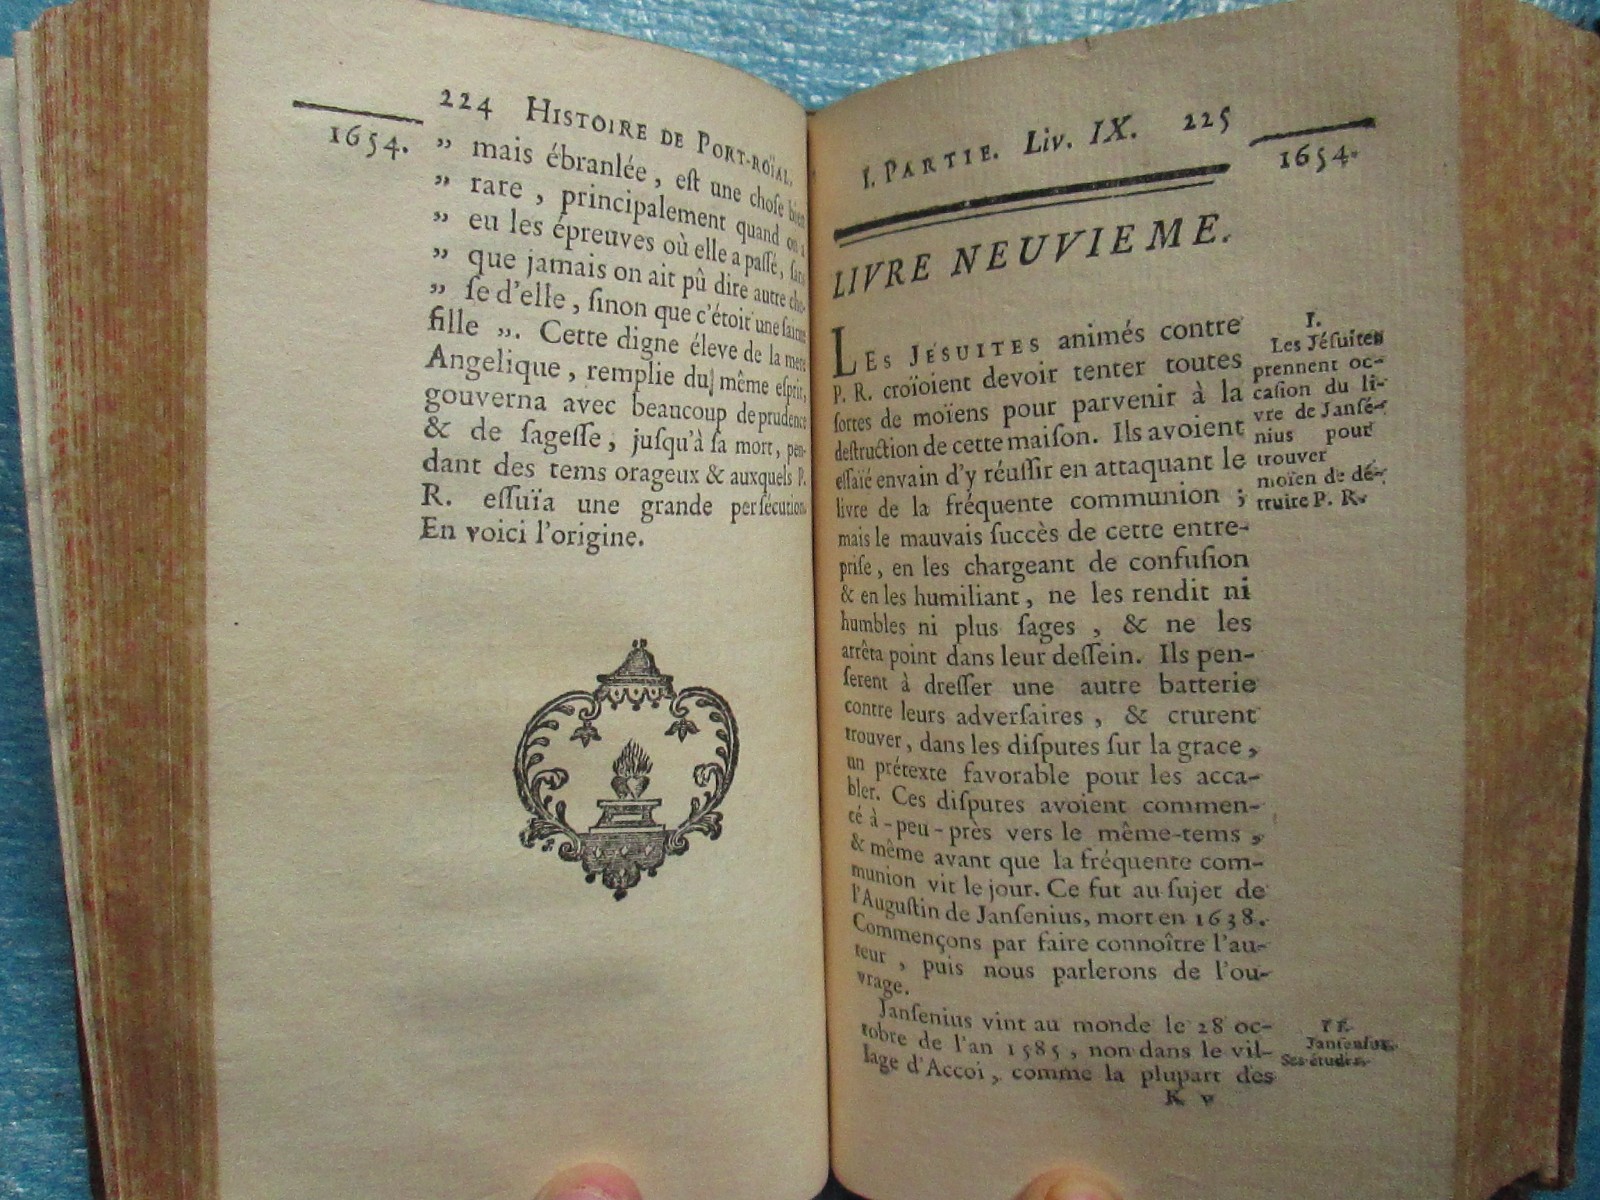 224 HISTOIRE DE PORT-ROÏAL,
1654.
„ mais ébranlée, est une chose bien
„ rare, principalement quand on a
„ eu les épreuves où elle a passé, sans
„ que jamais on ait pû dire autre cho-
„ se d'elle, sinon que c'étoit une sainte
fille „. Cette digne éleve de la mere
Angelique, remplie du même esprit,
gouverna avec beaucoup de prudence
& de sagesse, jusqu'à sa mort, pen-
dant des tems orageux & auxquels P.
R. essuïa une grande persécution.
En voici l'origine.
I. PARTIE. Liv. IX. 225
1654.
LIVRE NEUVIEME.
LES JÉSUITES animés contre
P. R. croïoient devoir tenter toutes
sortes de moïens pour parvenir à la
destruction de cette maison. Ils avoient
essaïé envain d'y réussir en attaquant le
livre de la fréquente communion ;
mais le mauvais succès de cette entre-
prise, en les chargeant de confusion
& en les humiliant, ne les rendit ni
humbles ni plus sages, & ne les
arrêta point dans leur dessein. Ils pen-
serent à dresser une autre batterie
contre leurs adversaires, & crurent
trouver, dans les disputes sur la grace,
un prétexte favorable pour les acca-
bler. Ces disputes avoient commen-
cé à-peu-près vers le même-tems,
& même avant que la fréquente com-
munion vit le jour. Ce fut au sujet de
l'Augustin de Jansenius, mort en 1638.
Commençons par faire connoître l'au-
teur, puis nous parlerons de l'ou-
vrage.
Jansenius vint au monde le 28 oc-
tobre de l'an 1585, non dans le vil-
lage d'Accoi, comme la plupart des
K v
I.
Les Jésuites
prennent oc-
casion du li-
vre de Jansé-
nius pour
trouver
moïen de dé-
truire P. R.
II.
Jansenius.
Ses études.